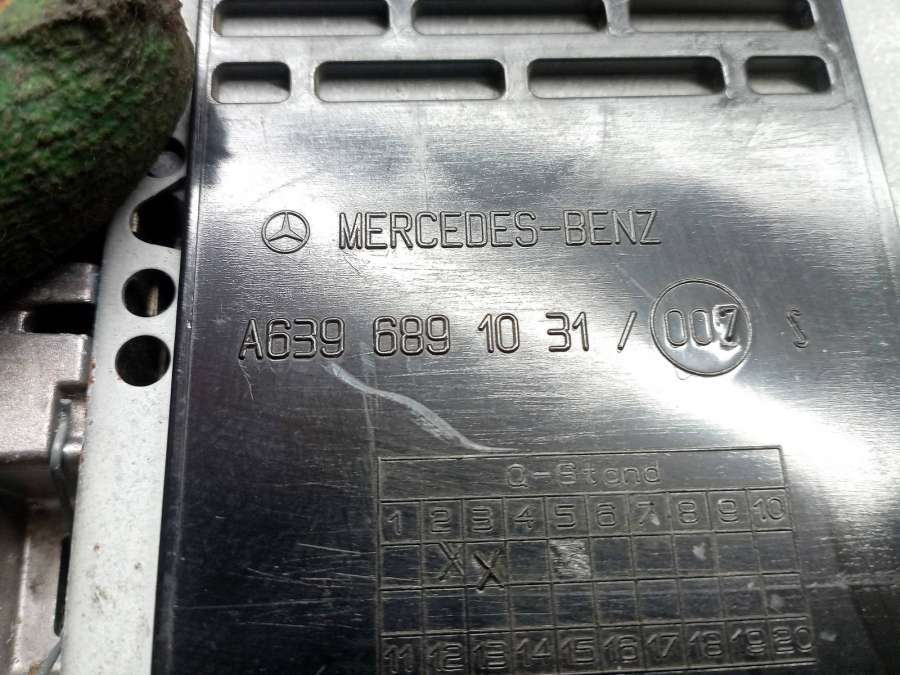 MERCEDES-BENZ
A639 689 10 31 / 007 S
Q-Stand
1 2 3 4 5 6 7 8 9 10
X X
11 12 13 14 15 16 17 18 19 20